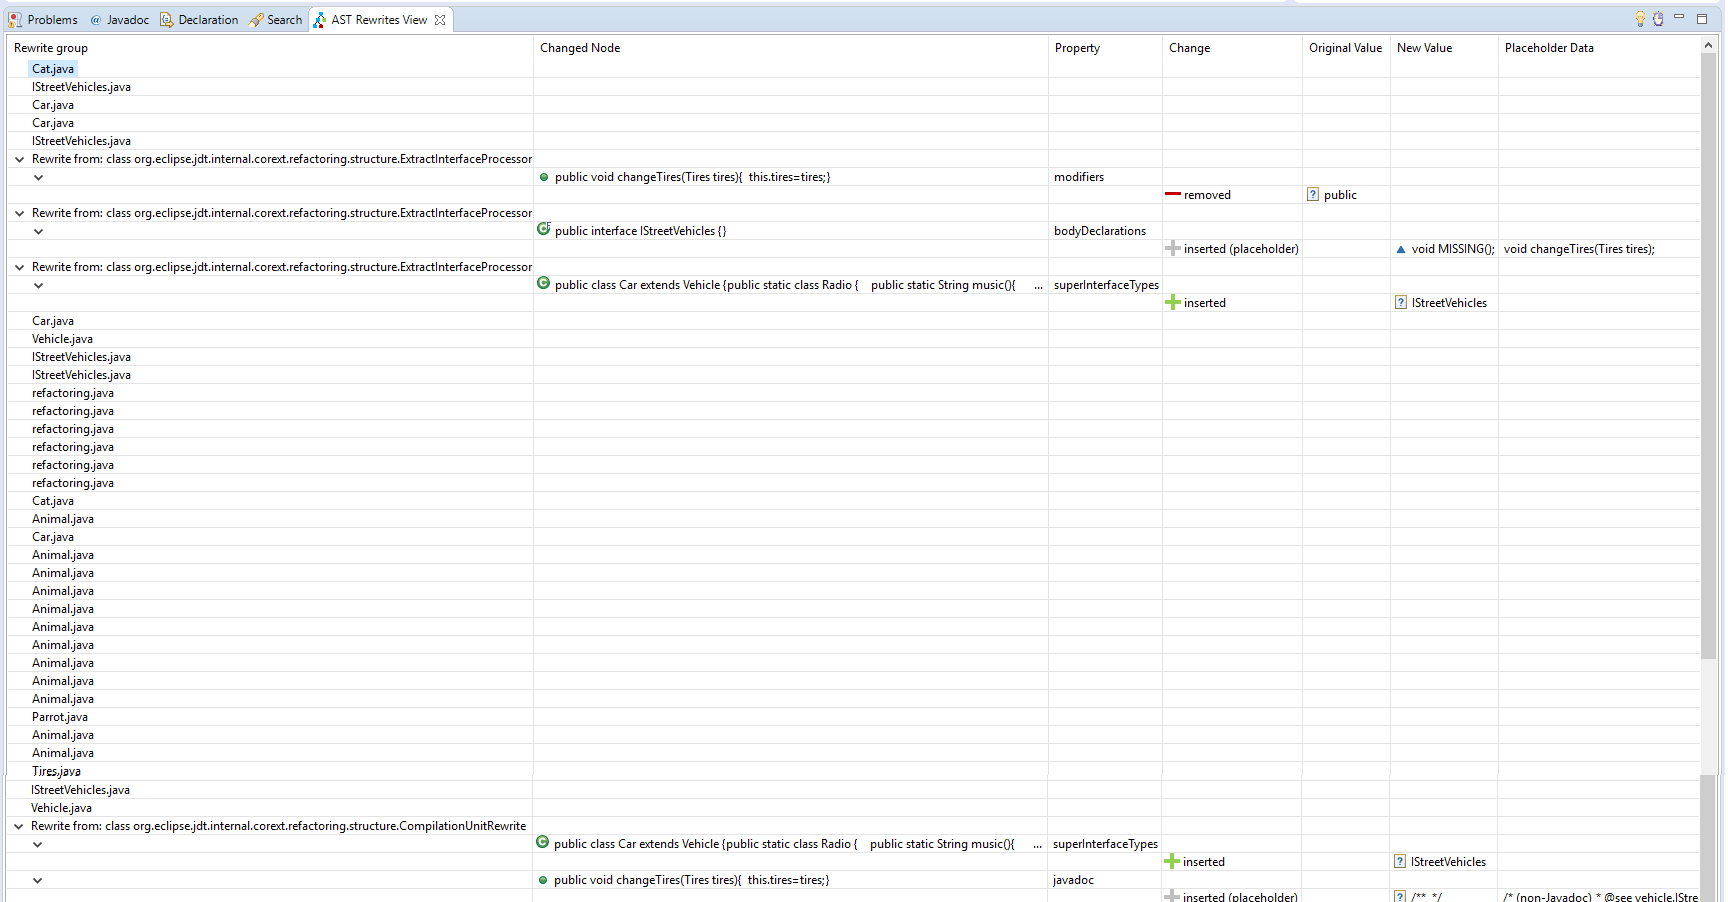 Problems @ Javadoc Declaration Search AST Rewrites View
Rewrite group Changed Node Property Change Original Value New Value Placeholder Data
Cat.java
IStreetVehicles.java
Car.java
Car.java
IStreetVehicles.java
Rewrite from: class org.eclipse.jdt.internal.corext.refactoring.structure.ExtractInterfaceProcessor
public void changeTires(Tires tires){ this.tires=tires;} modifiers
removed public
Rewrite from: class org.eclipse.jdt.internal.corext.refactoring.structure.ExtractInterfaceProcessor
public interface IStreetVehicles {} bodyDeclarations
inserted (placeholder) void MISSING(); void changeTires(Tires tires);
Rewrite from: class org.eclipse.jdt.internal.corext.refactoring.structure.ExtractInterfaceProcessor
public class Car extends Vehicle {public static class Radio { public static String music(){ ... superInterfaceTypes
inserted IStreetVehicles
Car.java
Vehicle.java
IStreetVehicles.java
IStreetVehicles.java
refactoring.java
refactoring.java
refactoring.java
refactoring.java
refactoring.java
refactoring.java
Cat.java
Animal.java
Car.java
Animal.java
Animal.java
Animal.java
Animal.java
Animal.java
Animal.java
Animal.java
Animal.java
Animal.java
Parrot.java
Animal.java
Animal.java
Tires.java
IStreetVehicles.java
Vehicle.java
Rewrite from: class org.eclipse.jdt.internal.corext.refactoring.structure.CompilationUnitRewrite
public class Car extends Vehicle {public static class Radio { public static String music(){ ... superInterfaceTypes
inserted IStreetVehicles
public void changeTires(Tires tires){ this.tires=tires;} javadoc
inserted (placeholder) /** */ /* (non-Javadoc) * @see vehicle.IStre